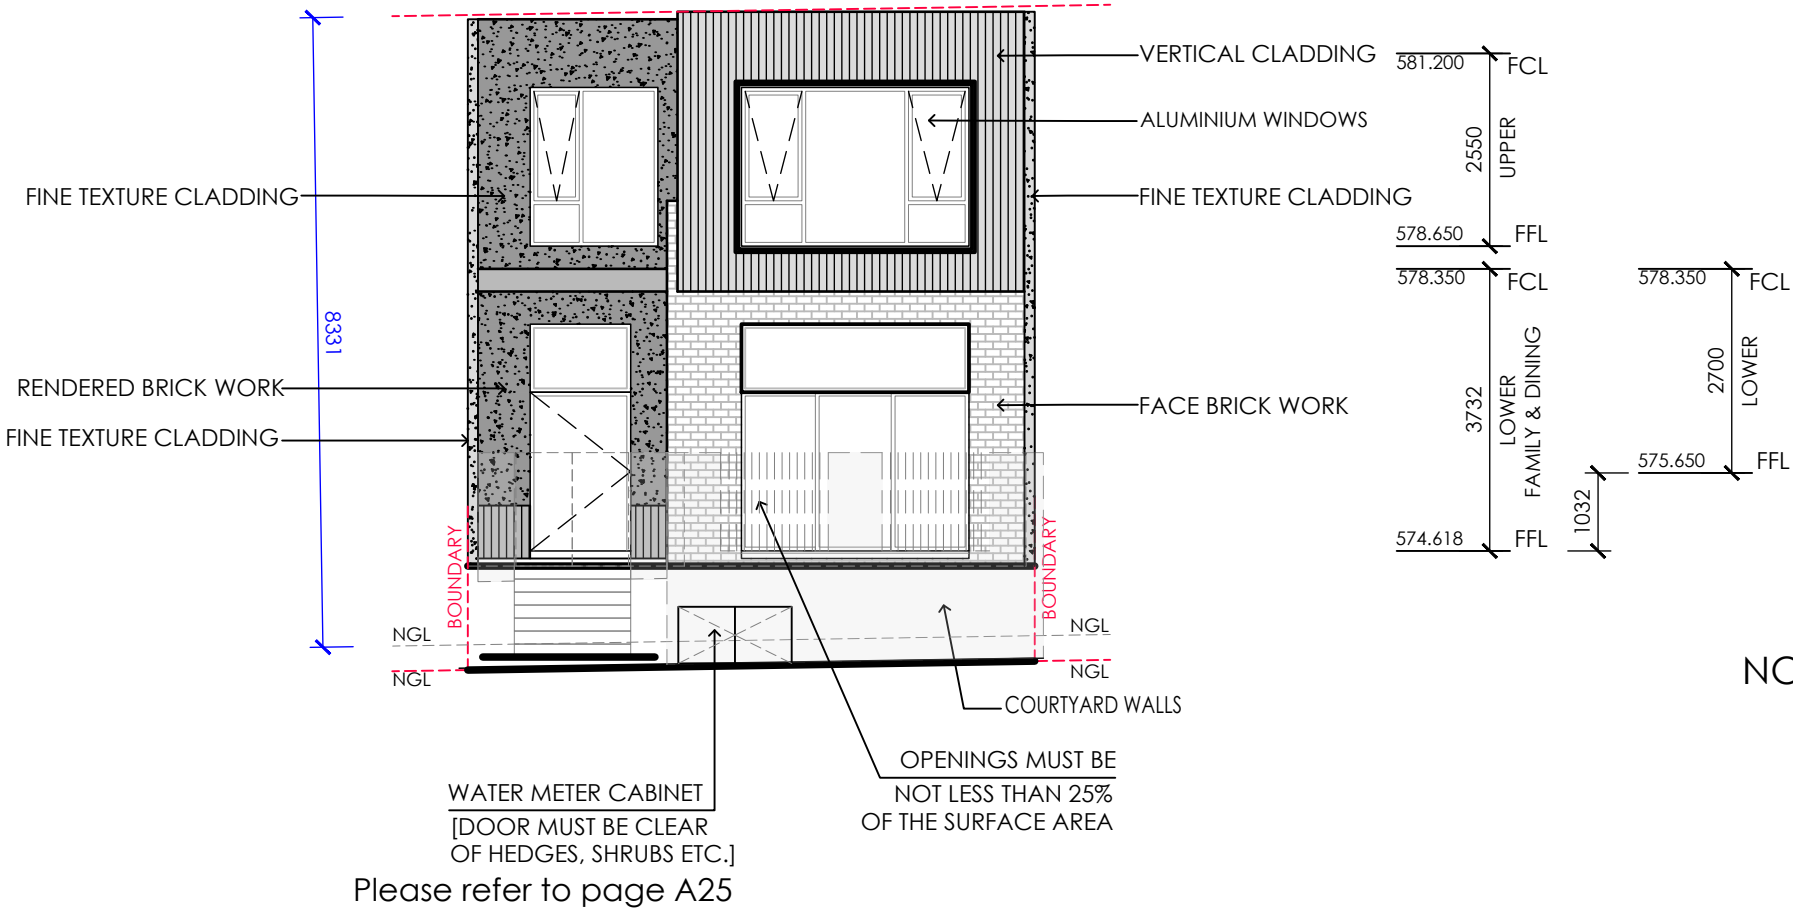 VERTICAL CLADDING
ALUMINIUM WINDOWS
FINE TEXTURE CLADDING
FINE TEXTURE CLADDING
8331
RENDERED BRICK WORK
FINE TEXTURE CLADDING
FACE BRICK WORK
BOUNDARY
BOUNDARY
NGL
NGL
NGL
NGL
COURTYARD WALLS
OPENINGS MUST BE
NOT LESS THAN 25%
OF THE SURFACE AREA
WATER METER CABINET
[DOOR MUST BE CLEAR
OF HEDGES, SHRUBS ETC.]
Please refer to page A25
581.200 FCL
2550
UPPER
578.650 FFL
578.350 FCL
3732
LOWER
FAMILY & DINING
574.618 FFL
1032
578.350 FCL
2700
LOWER
575.650 FFL